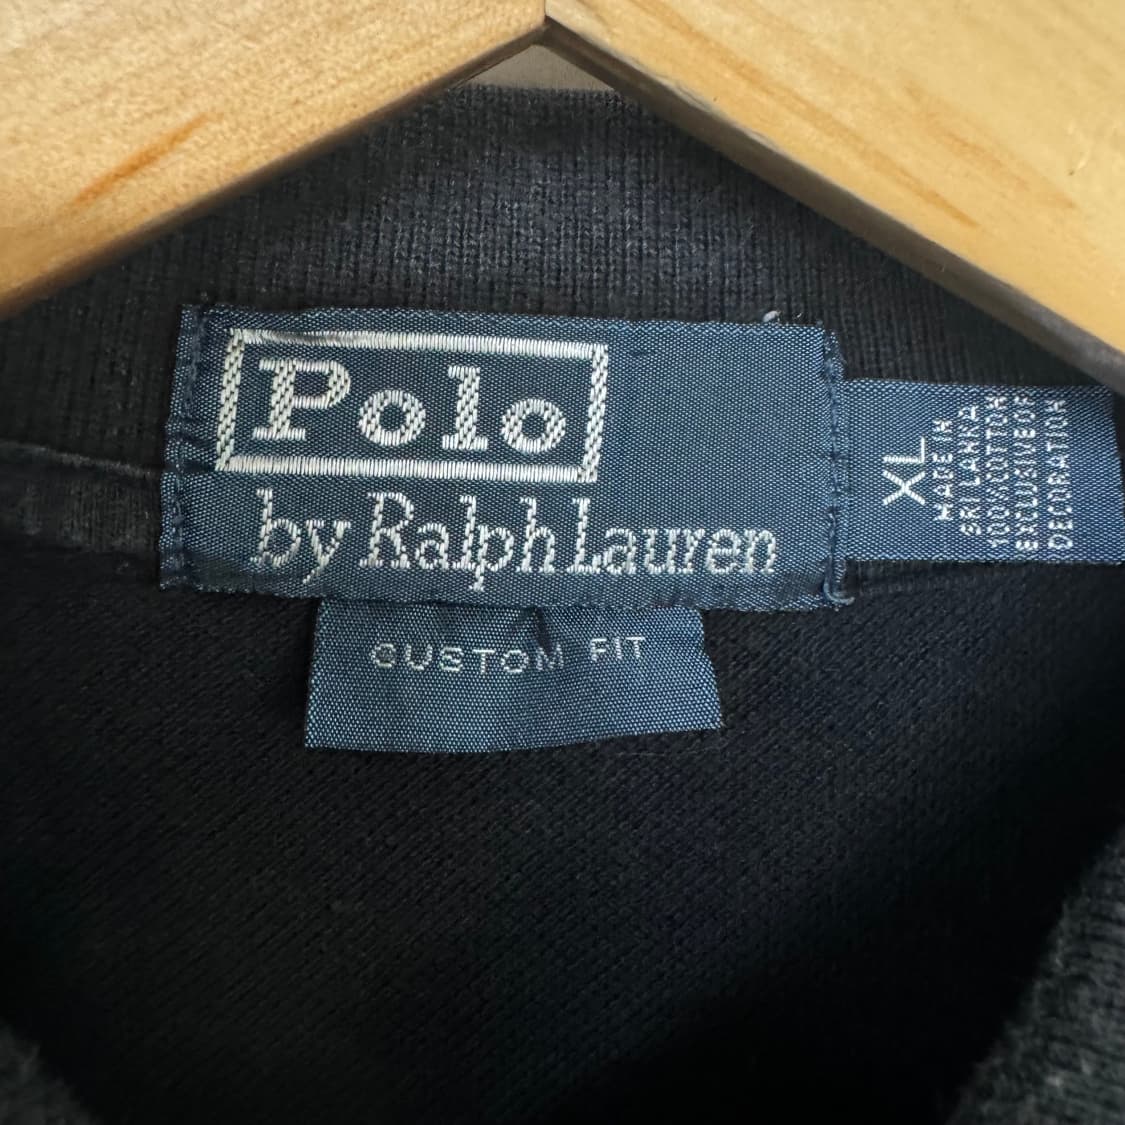 Polo
by Ralph Lauren
CUSTOM FIT
XL
MADE IN
SRI LANKA
100% COTTON
EXCLUSIVE OF
DECORATION